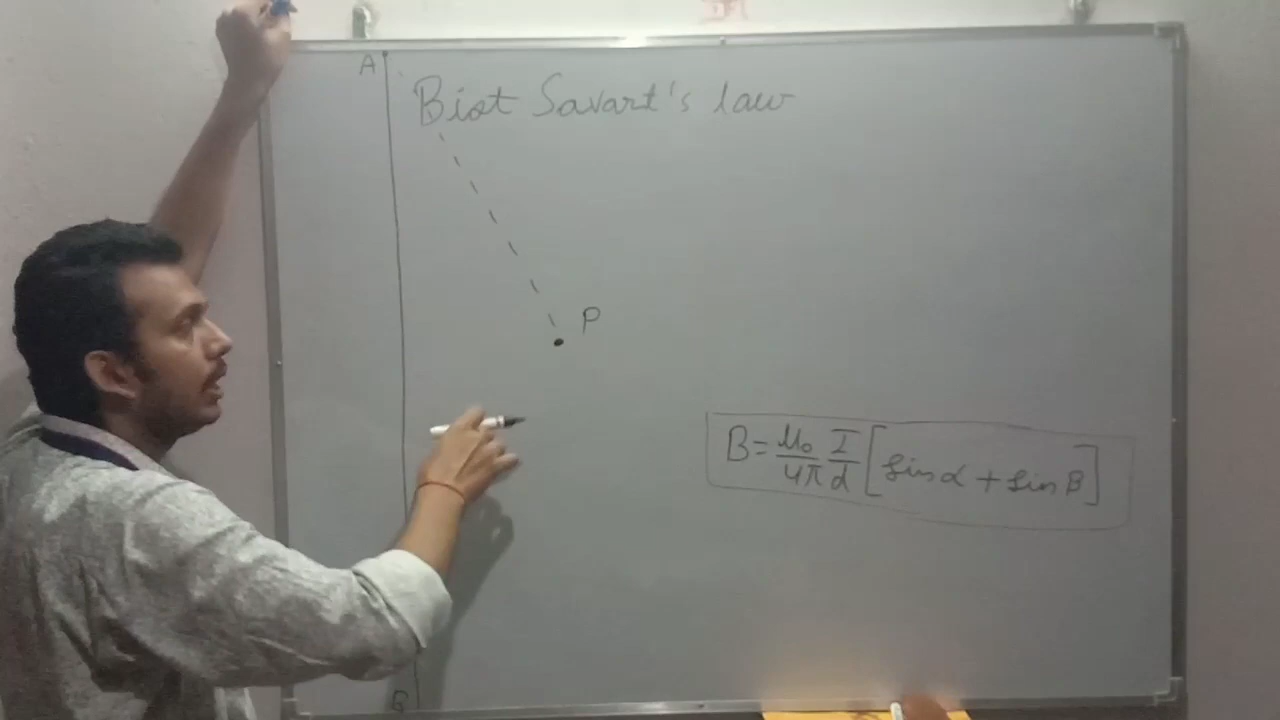 A
Biot Savart's law
P
B = μ₀/4π I/d [sin α + sin β]